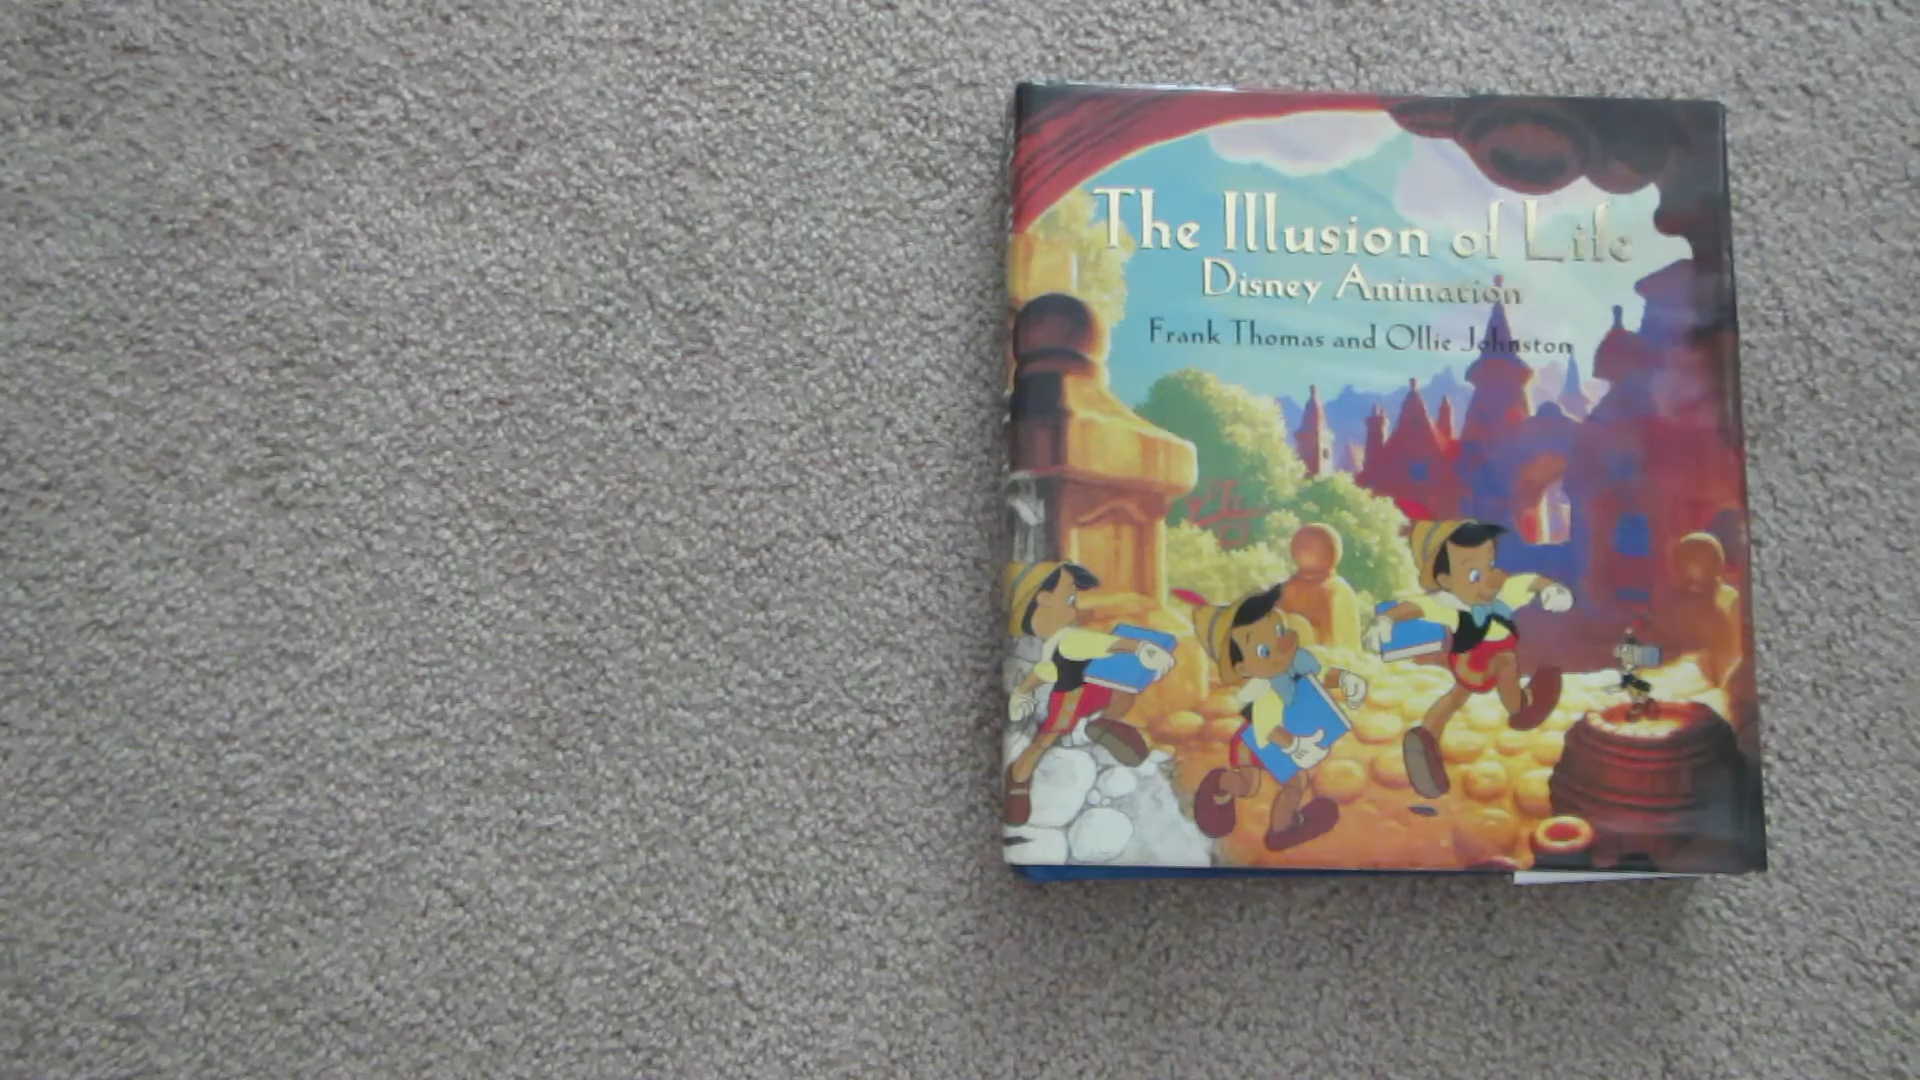 The Illusion of Life
Disney Animation
Frank Thomas and Ollie Johnston